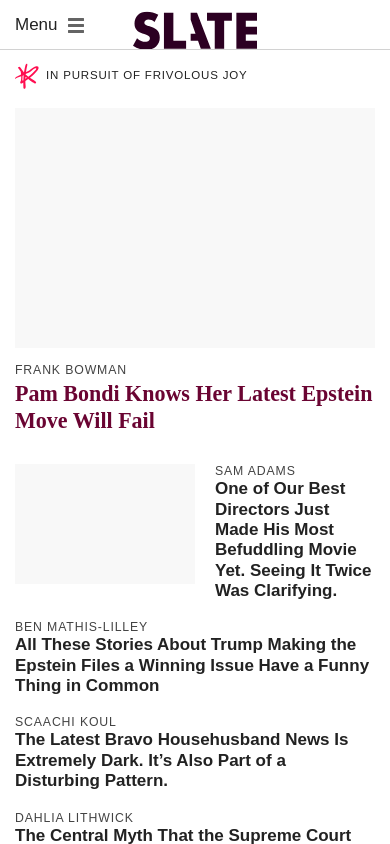 Menu
SLATE
IN PURSUIT OF FRIVOLOUS JOY
FRANK BOWMAN
Pam Bondi Knows Her Latest Epstein
Move Will Fail
SAM ADAMS
One of Our Best
Directors Just
Made His Most
Befuddling Movie
Yet. Seeing It Twice
Was Clarifying.
BEN MATHIS-LILLEY
All These Stories About Trump Making the
Epstein Files a Winning Issue Have a Funny
Thing in Common
SCAACHI KOUL
The Latest Bravo Househusband News Is
Extremely Dark. It’s Also Part of a
Disturbing Pattern.
DAHLIA LITHWICK
The Central Myth That the Supreme Court